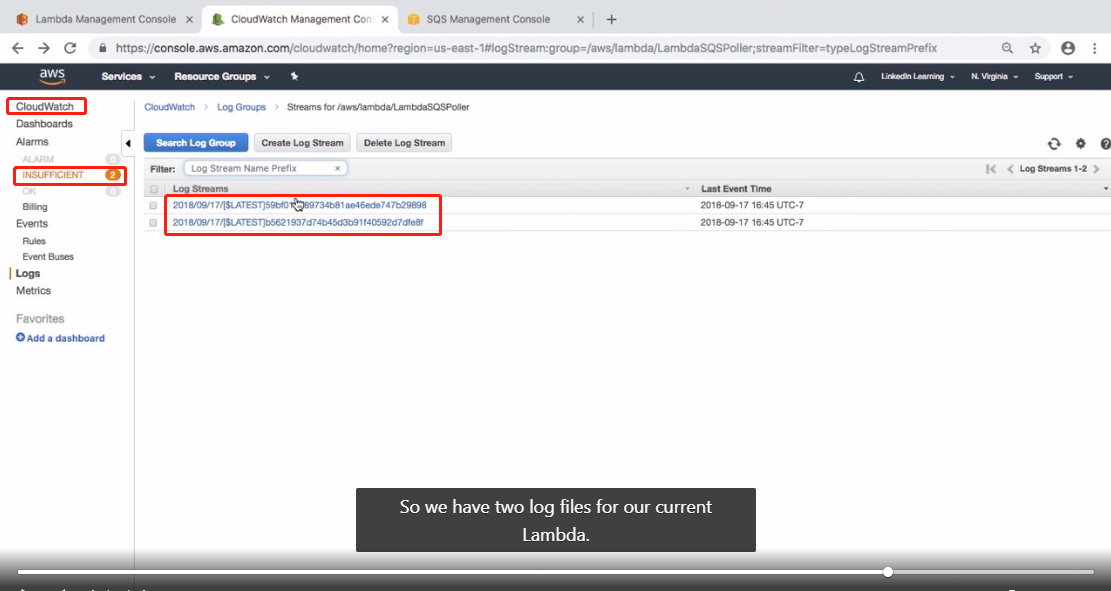 Lambda Management Console
CloudWatch Management Con
SQS Management Console
https://console.aws.amazon.com/cloudwatch/home?region=us-east-1#logStream:group=/aws/lambda/LambdaSQSPoller;streamFilter=typeLogStreamPrefix
aws Services Resource Groups LinkedIn Learning N. Virginia Support
CloudWatch
Dashboards
Alarms
ALARM 0
INSUFFICIENT 2
OK 0
Billing
Events
Rules
Event Buses
Logs
Metrics
Favorites
Add a dashboard
CloudWatch > Log Groups > Streams for /aws/lambda/LambdaSQSPoller
Search Log Group Create Log Stream Delete Log Stream
Filter: Log Stream Name Prefix × Log Streams 1-2
Log Streams Last Event Time
2018/09/17/[$LATEST] 2018-09-17 16:45 UTC-7
2018/09/17/[$LATEST]b5621937d74b45d3b91f40592d7dfe8f 2018-09-17 16:45 UTC-7
So we have two log files for our current
Lambda.